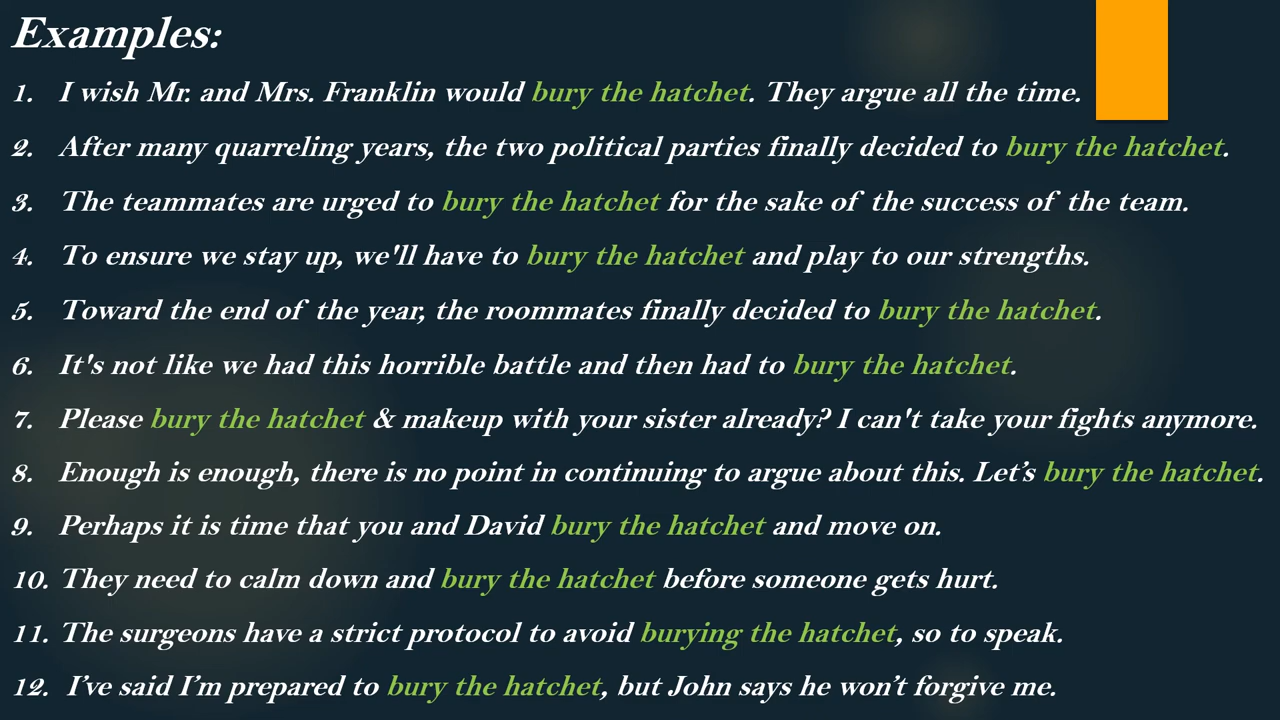 Examples:
1. I wish Mr. and Mrs. Franklin would bury the hatchet. They argue all the time.
2. After many quarreling years, the two political parties finally decided to bury the hatchet.
3. The teammates are urged to bury the hatchet for the sake of the success of the team.
4. To ensure we stay up, we'll have to bury the hatchet and play to our strengths.
5. Toward the end of the year, the roommates finally decided to bury the hatchet.
6. It's not like we had this horrible battle and then had to bury the hatchet.
7. Please bury the hatchet & makeup with your sister already? I can't take your fights anymore.
8. Enough is enough, there is no point in continuing to argue about this. Let’s bury the hatchet.
9. Perhaps it is time that you and David bury the hatchet and move on.
10. They need to calm down and bury the hatchet before someone gets hurt.
11. The surgeons have a strict protocol to avoid burying the hatchet, so to speak.
12. I’ve said I’m prepared to bury the hatchet, but John says he won’t forgive me.